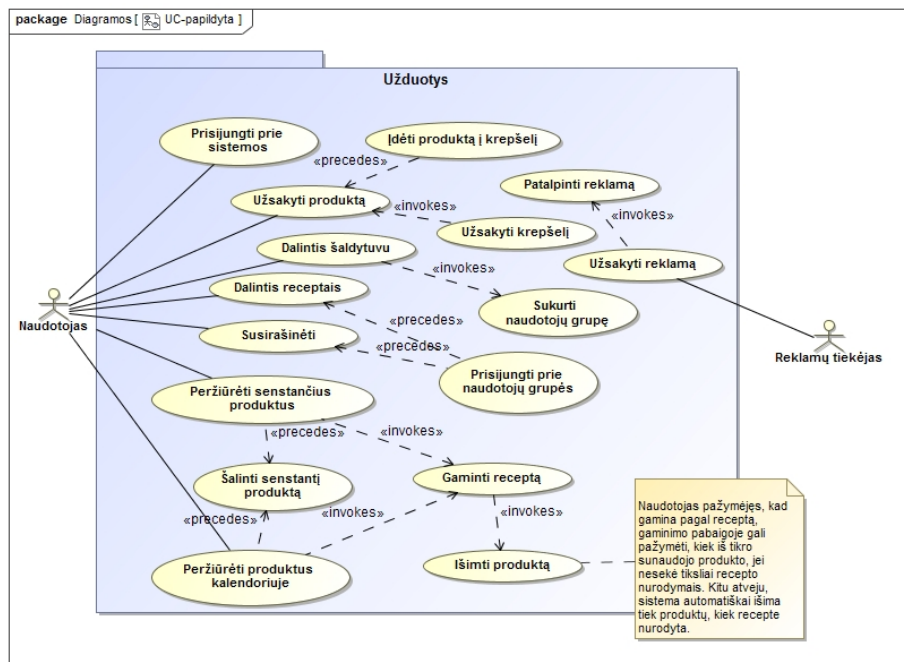 package Diagramos [ UC-papildyta ]
Užduotys
Prisijungti prie
sistemos
Įdėti produktą į krepšelį
«precedes»
Patalpinti reklamą
Užsakyti produktą
«invokes»
«invokes»
Užsakyti krepšelį
Dalintis šaldytuvu
Užsakyti reklamą
«invokes»
Dalintis receptais
Sukurti
naudotojų grupę
Naudotojas
«precedes»
Susirašinėti
«precedes»
Reklamų tiekėjas
Prisijungti prie
naudotojų grupės
Peržiūrėti senstančius
produktus
«precedes»
«invokes»
Šalinti senstantį
produktą
Gaminti receptą
«precedes»
«invokes»
«invokes»
Peržiūrėti produktus
kalendoriuje
Išimti produktą
Naudotojas pažymėjęs, kad
gamina pagal receptą,
gaminimo pabaigoje gali
pažymėti, kiek iš tikro
sunaudojo produkto, jei
nesekė tiksliai recepto
nurodymais. Kitu atveju,
sistema automatiškai išima
tiek produktų, kiek recepte
nurodyta.